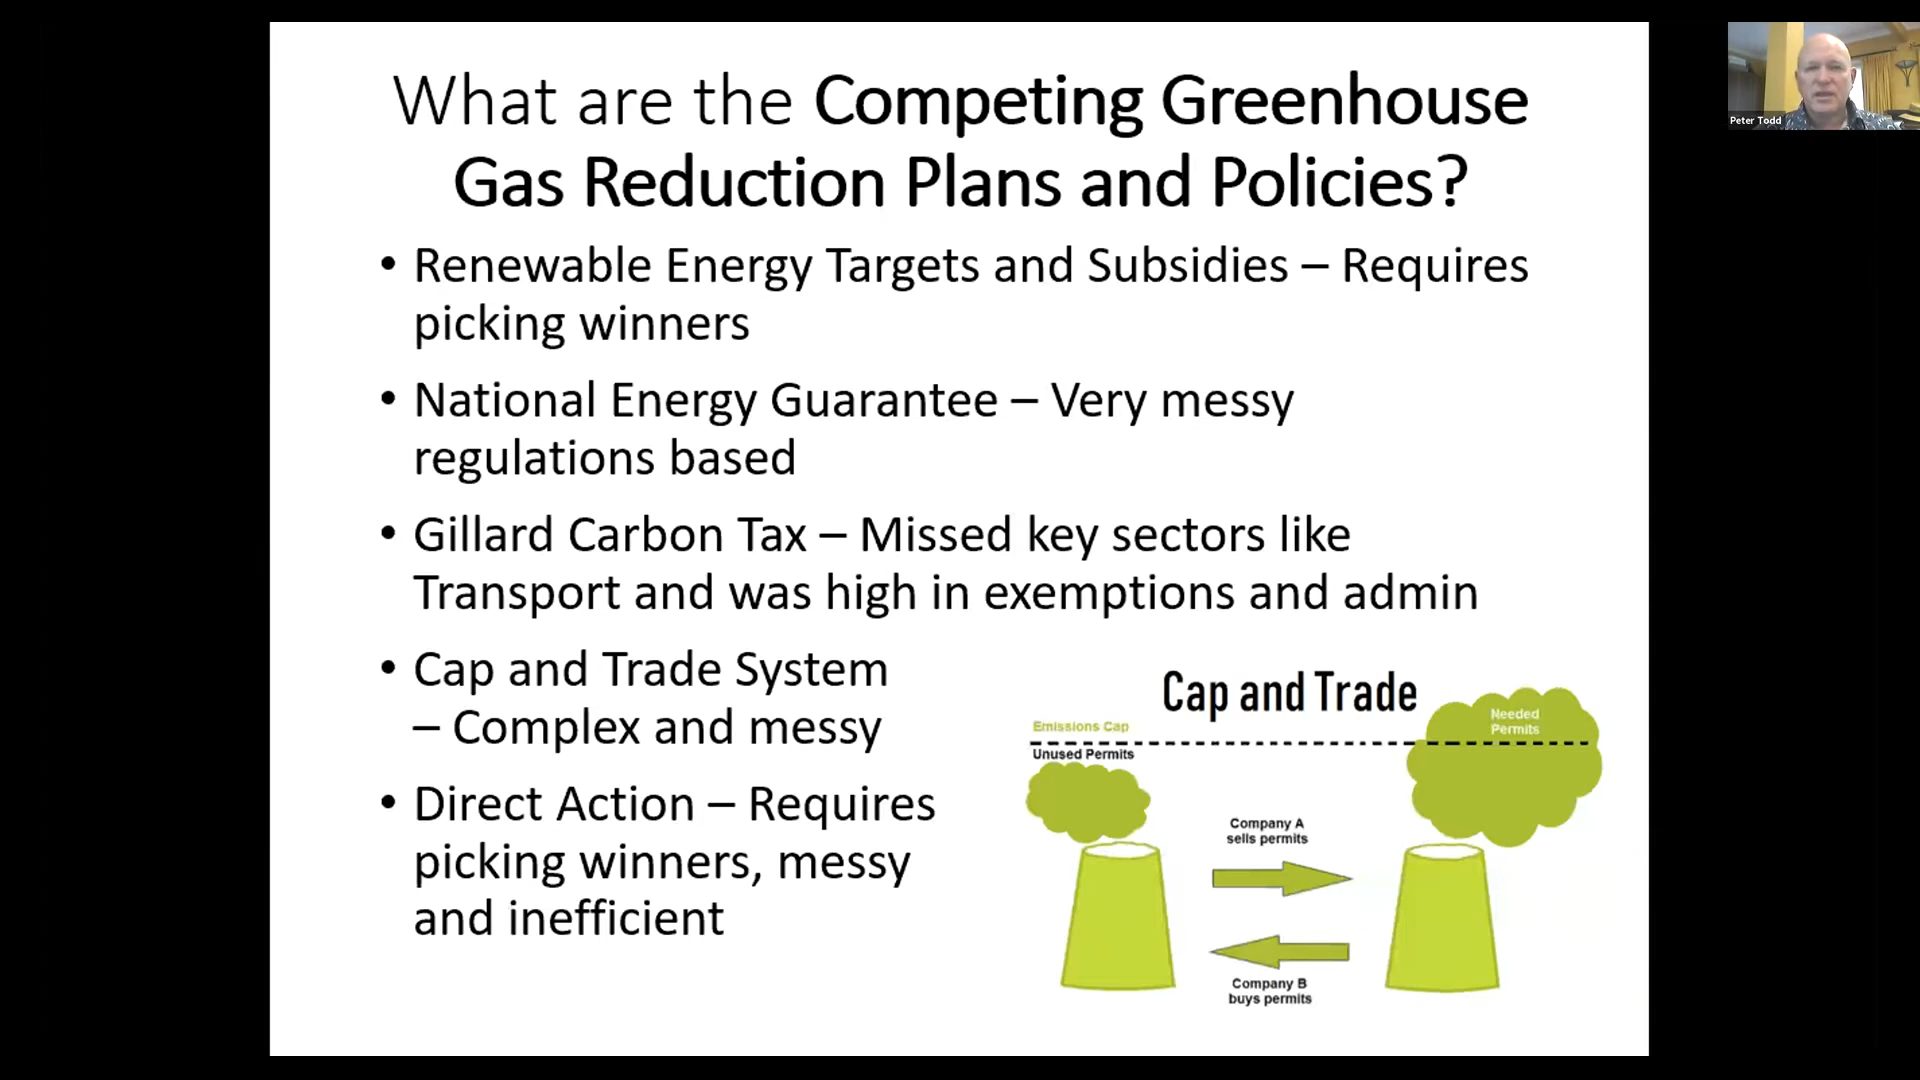 What are the Competing Greenhouse
Gas Reduction Plans and Policies?
• Renewable Energy Targets and Subsidies – Requires
picking winners
• National Energy Guarantee – Very messy
regulations based
• Gillard Carbon Tax – Missed key sectors like
Transport and was high in exemptions and admin
• Cap and Trade System
– Complex and messy
• Direct Action – Requires
picking winners, messy
and inefficient
Cap and Trade
Emissions Cap
Unused Permits
Needed
Permits
Company A
sells permits
Company B
buys permits
Peter Todd